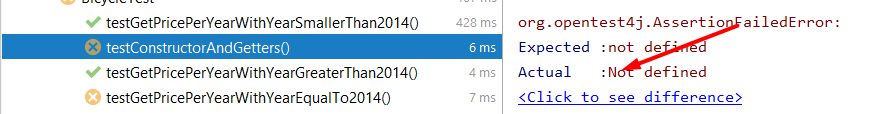 BicycleTest
testGetPricePerYearWithYearSmallerThan2014() 428 ms
testConstructorAndGetters() 6 ms
testGetPricePerYearWithYearGreaterThan2014() 4 ms
testGetPricePerYearWithYearEqualTo2014() 7 ms
org.opentest4j.AssertionFailedError:
Expected :not defined
Actual :Not defined
<Click to see difference>